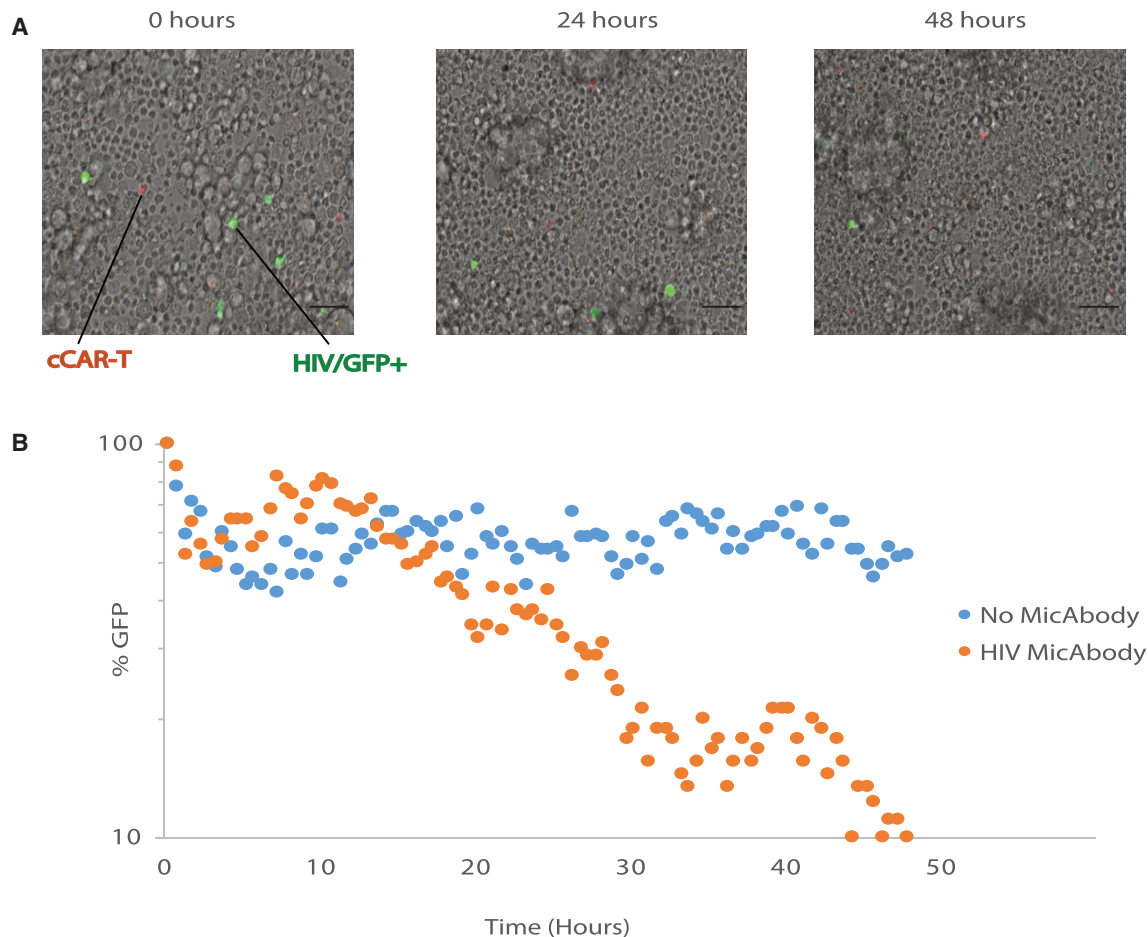 A
0 hours
24 hours
48 hours
cCAR-T
HIV/GFP+
B
100
10
% GFP
0
10
20
30
40
50
Time (Hours)
No MicAbody
HIV MicAbody